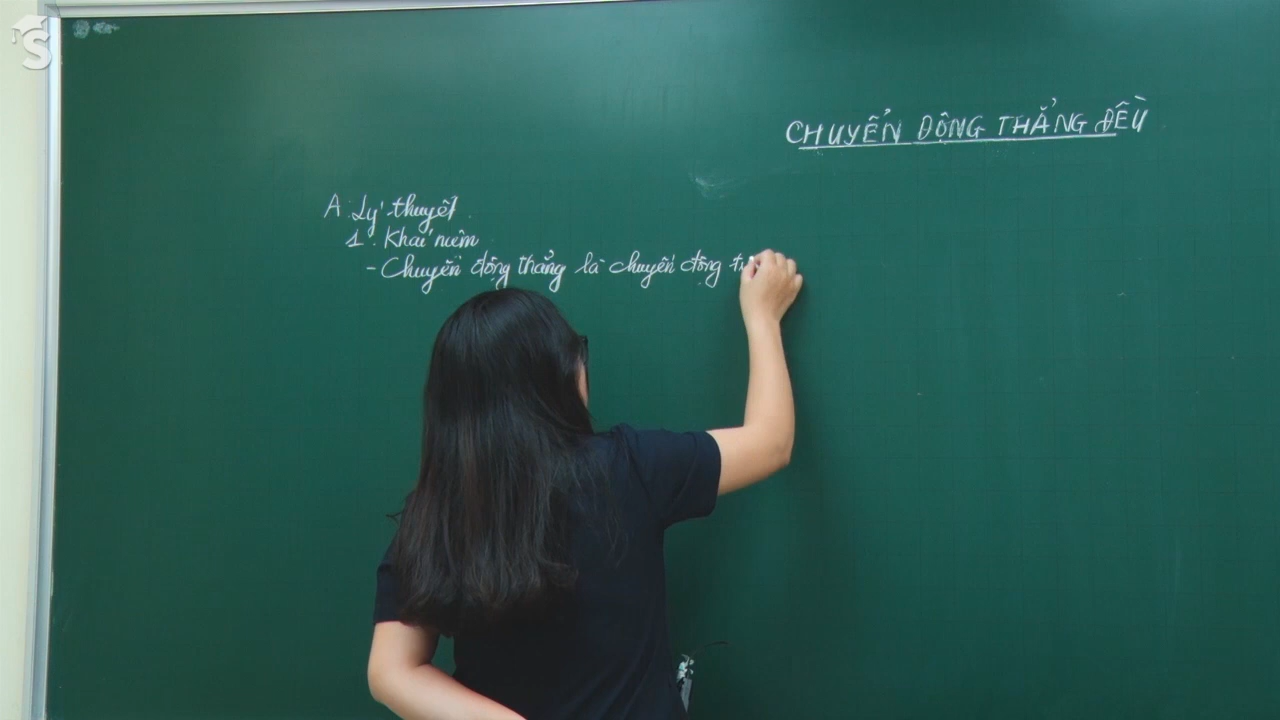 CHUYỂN ĐỘNG THẲNG ĐỀU
A. Lý thuyết
1. Khái niệm
- Chuyển động thẳng là chuyển động